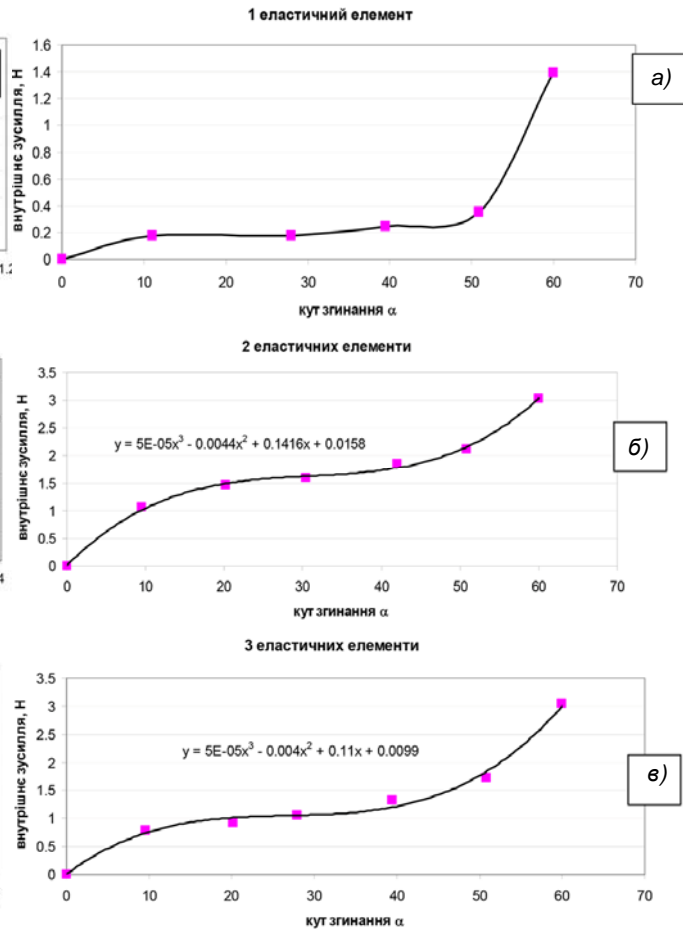 1 еластичний елемент
внутрішнє зусилля, Н
1.6
1.4
1.2
1
0.8
0.6
0.4
0.2
0
0 10 20 30 40 50 60 70
кут згинання α
а)
1.2
2 еластичних елементи
внутрішнє зусилля, Н
3.5
3
2.5
2
1.5
1
0.5
0
y = 5E-05x³ - 0.0044x² + 0.1416x + 0.0158
0 10 20 30 40 50 60 70
кут згинання α
б)
4
3 еластичних елементи
внутрішнє зусилля, Н
3.5
3
2.5
2
1.5
1
0.5
0
y = 5E-05x³ - 0.004x² + 0.11x + 0.0099
0 10 20 30 40 50 60 70
кут згинання α
в)